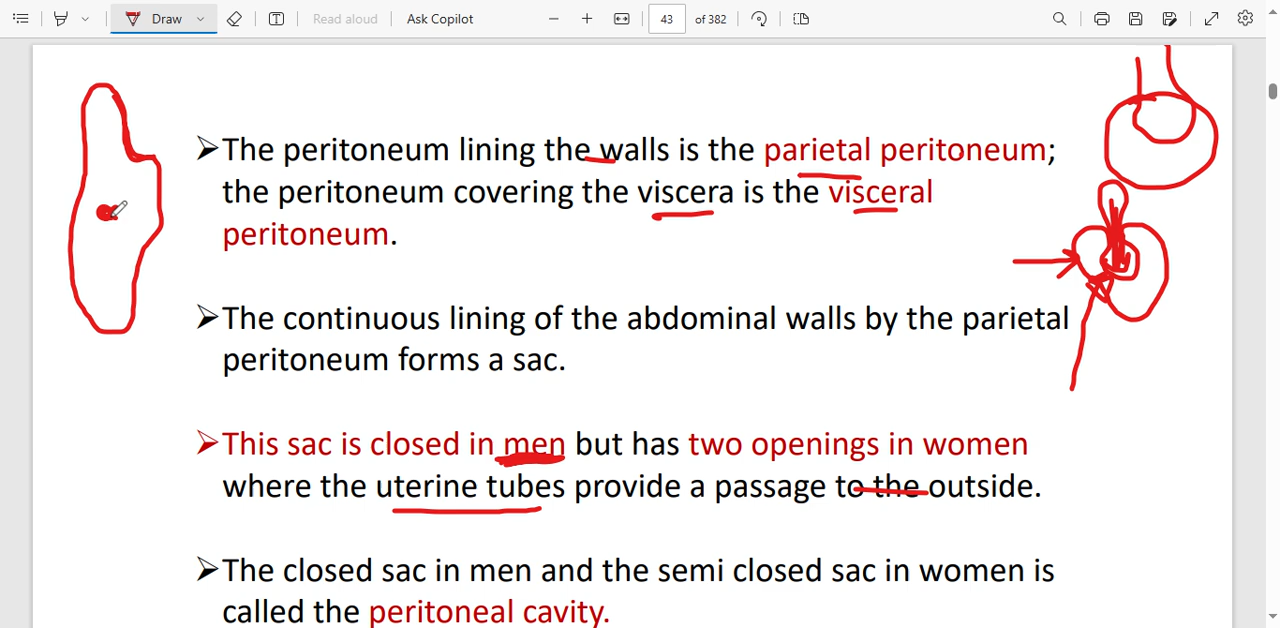 Draw
Read aloud
Ask Copilot
43
of 382
➢The peritoneum lining the walls is the parietal peritoneum;
the peritoneum covering the viscera is the visceral
peritoneum.
➢The continuous lining of the abdominal walls by the parietal
peritoneum forms a sac.
➢This sac is closed in men but has two openings in women
where the uterine tubes provide a passage to the outside.
➢The closed sac in men and the semi closed sac in women is
called the peritoneal cavity.